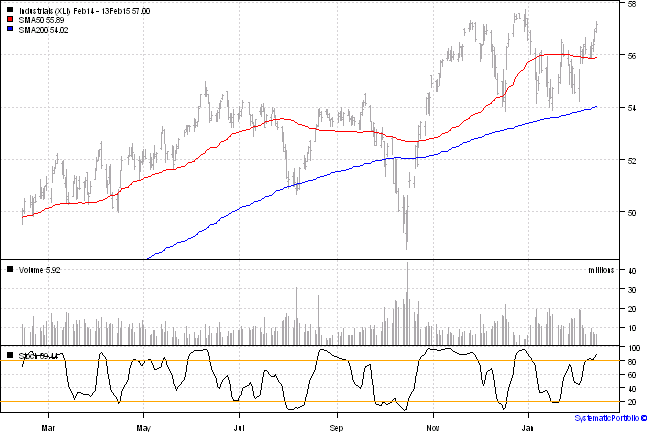 Industrials (XLI) Feb14 - 13Feb15 57.00
SMA50 55.89
SMA200 54.02
58
56
54
52
50
Volume 5.92
millions
40
30
20
10
100
80
60
40
20
Mar May Jul Sep Nov Jan
SystematicPortfolio ©